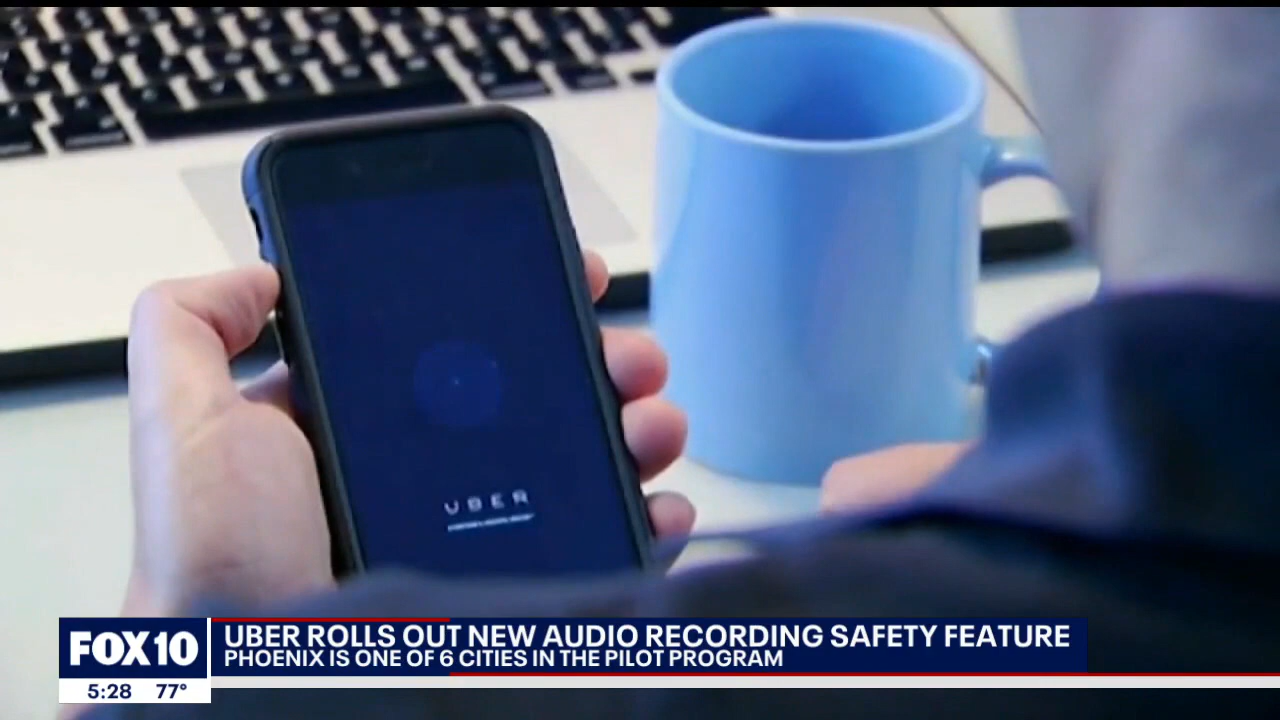 UBER
FOX10
UBER ROLLS OUT NEW AUDIO RECORDING SAFETY FEATURE
PHOENIX IS ONE OF 6 CITIES IN THE PILOT PROGRAM
5:28 77°